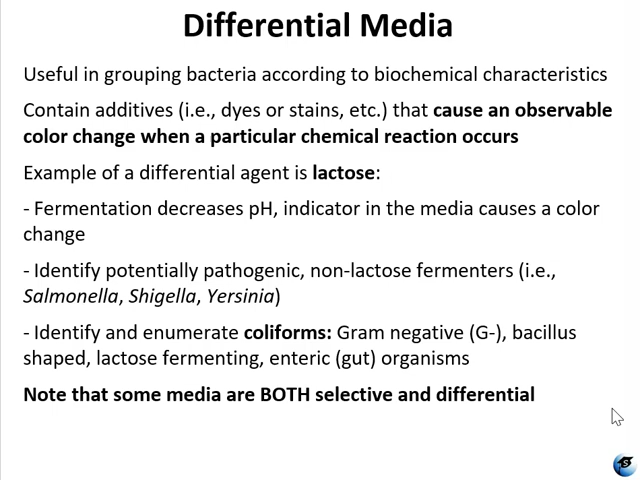 Differential Media
Useful in grouping bacteria according to biochemical characteristics
Contain additives (i.e., dyes or stains, etc.) that cause an observable
color change when a particular chemical reaction occurs
Example of a differential agent is lactose:
- Fermentation decreases pH, indicator in the media causes a color
change
- Identify potentially pathogenic, non-lactose fermenters (i.e.,
Salmonella, Shigella, Yersinia)
- Identify and enumerate coliforms: Gram negative (G-), bacillus
shaped, lactose fermenting, enteric (gut) organisms
Note that some media are BOTH selective and differential
S